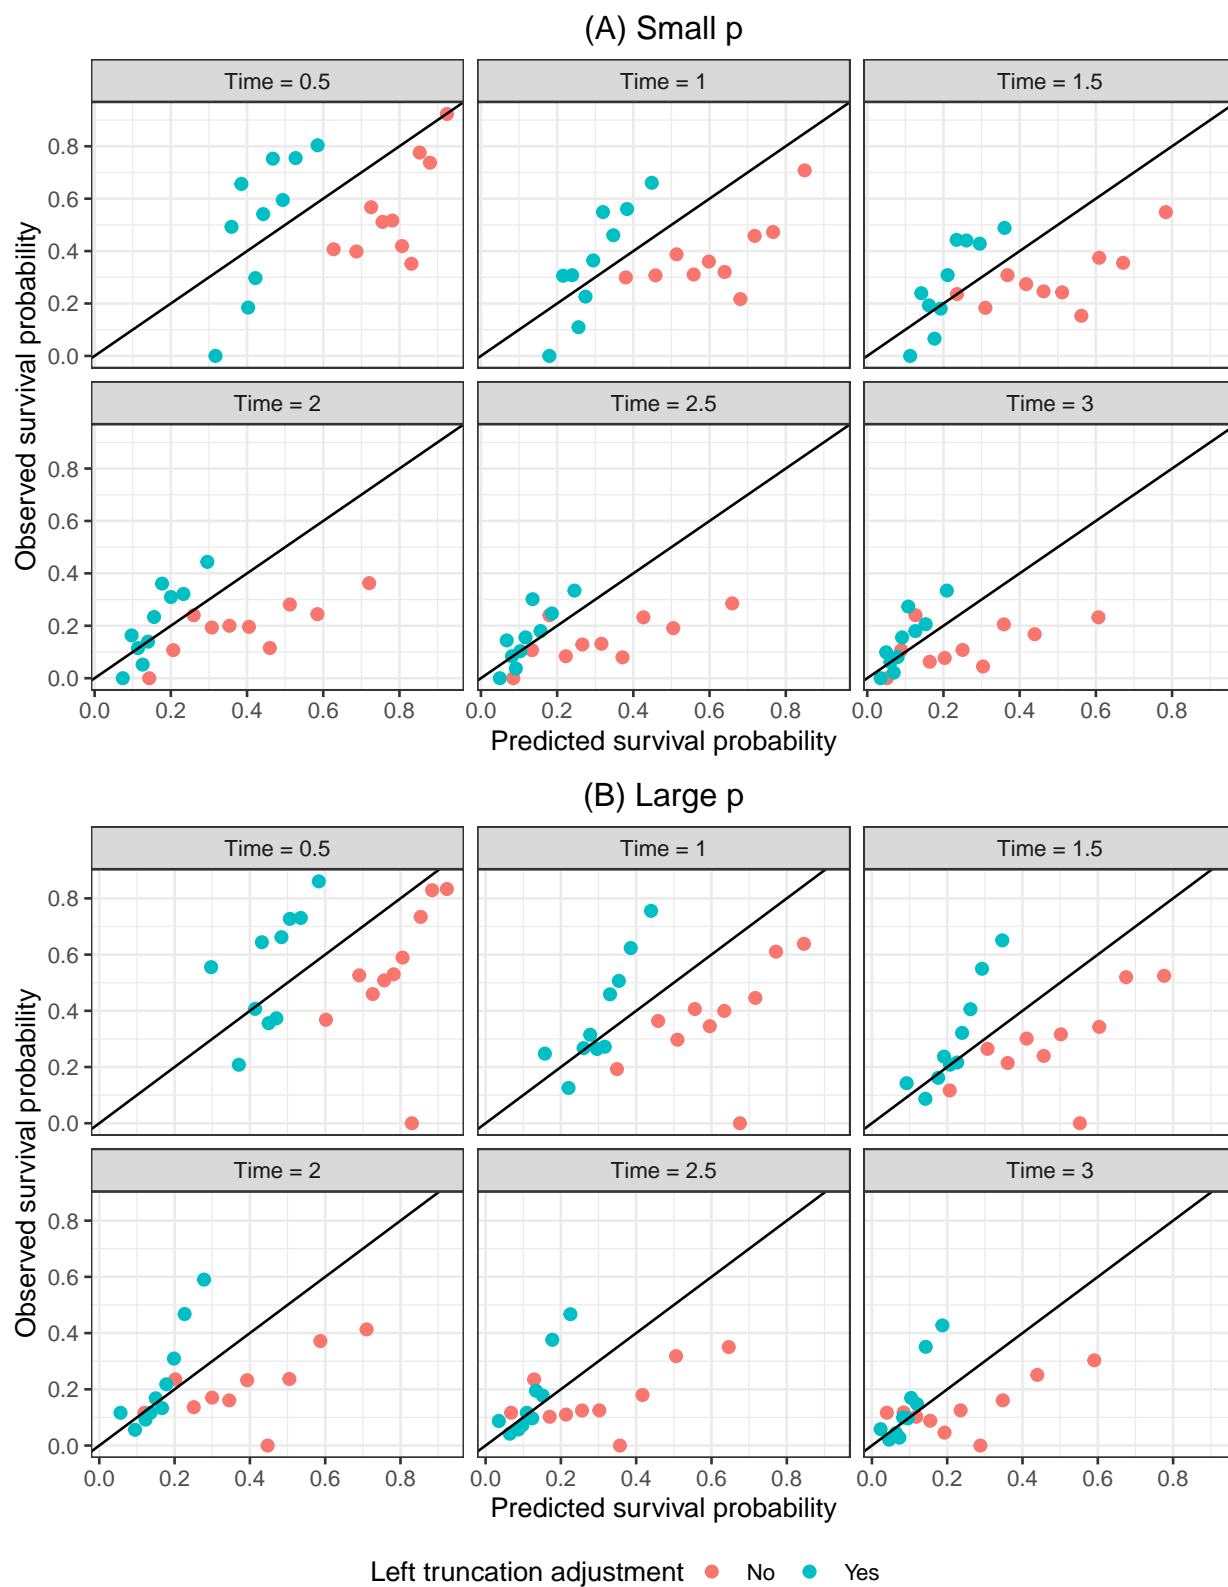 (A) Small p
Time = 0.5
Time = 1
Time = 1.5
0.8
0.6
0.4
0.2
0.0
Time = 2
Time = 2.5
Time = 3
0.8
0.6
0.4
0.2
0.0
0.0 0.2 0.4 0.6 0.8
0.0 0.2 0.4 0.6 0.8
0.0 0.2 0.4 0.6 0.8
Observed survival probability
Predicted survival probability
(B) Large p
Time = 0.5
Time = 1
Time = 1.5
0.8
0.6
0.4
0.2
0.0
Time = 2
Time = 2.5
Time = 3
0.8
0.6
0.4
0.2
0.0
0.0 0.2 0.4 0.6 0.8
0.0 0.2 0.4 0.6 0.8
0.0 0.2 0.4 0.6 0.8
Observed survival probability
Predicted survival probability
Left truncation adjustment No Yes